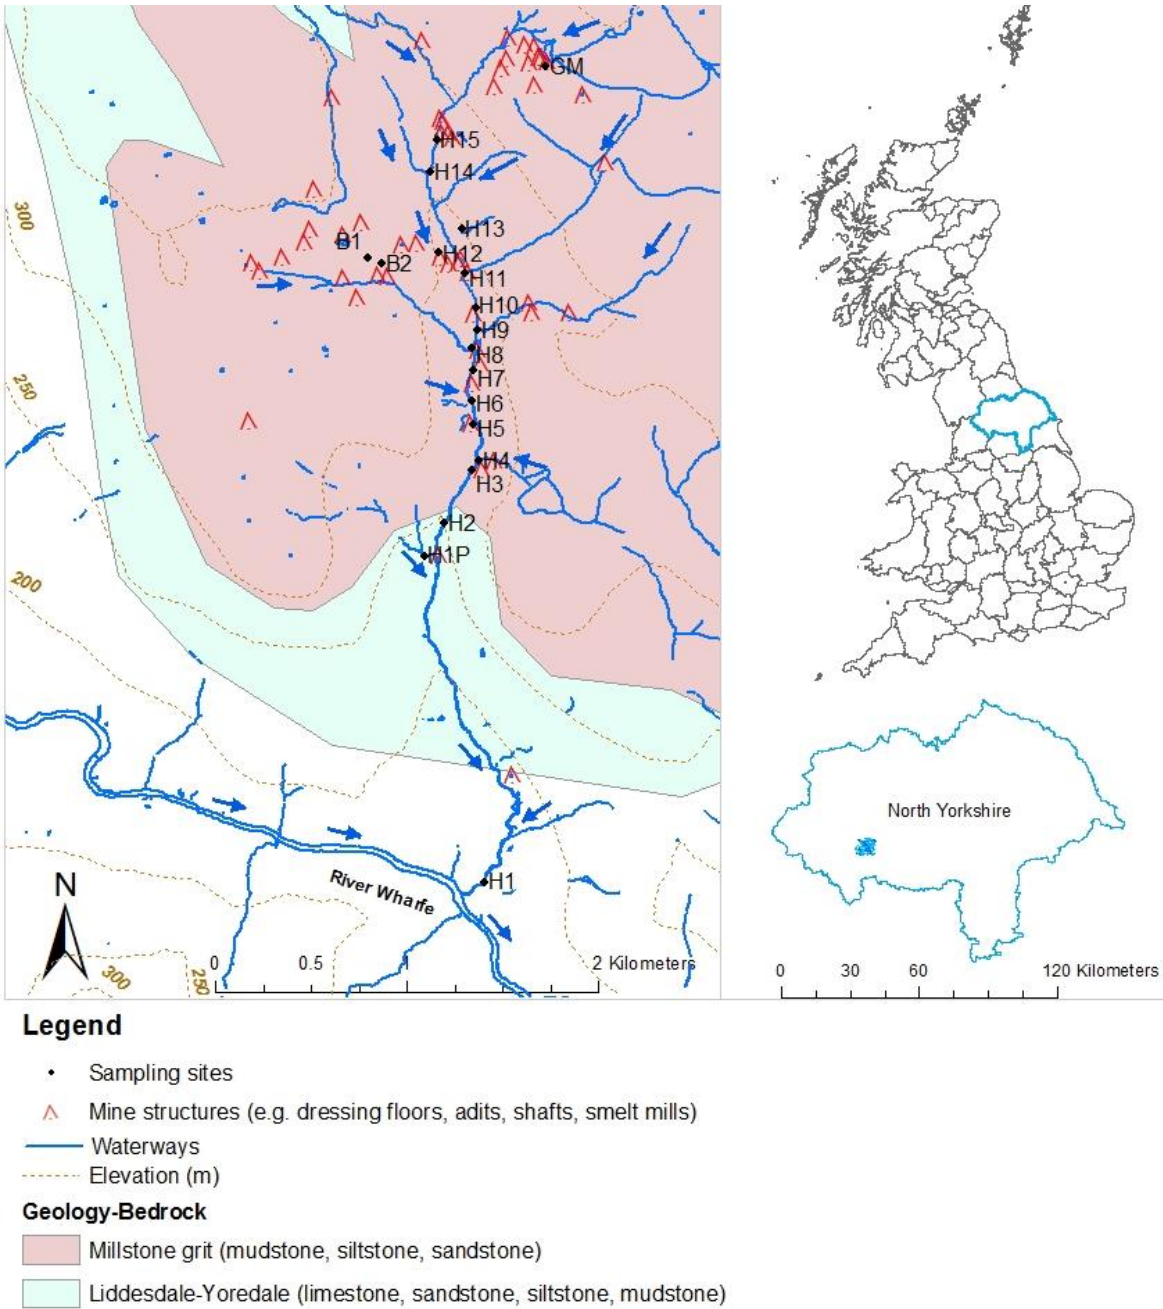 GM
H15
H14
H13
300
B1
H12
B2
H11
H10
H9
H8
H7
250
H6
H5
H4
H3
H2
H1P
200
North Yorkshire
River Wharfe
H1
N
300
250
0 0.5 1 2 Kilometers
0 30 60 120 Kilometers
Legend
Sampling sites
Mine structures (e.g. dressing floors, adits, shafts, smelt mills)
Waterways
Elevation (m)
Geology-Bedrock
Millstone grit (mudstone, siltstone, sandstone)
Liddesdale-Yoredale (limestone, sandstone, siltstone, mudstone)